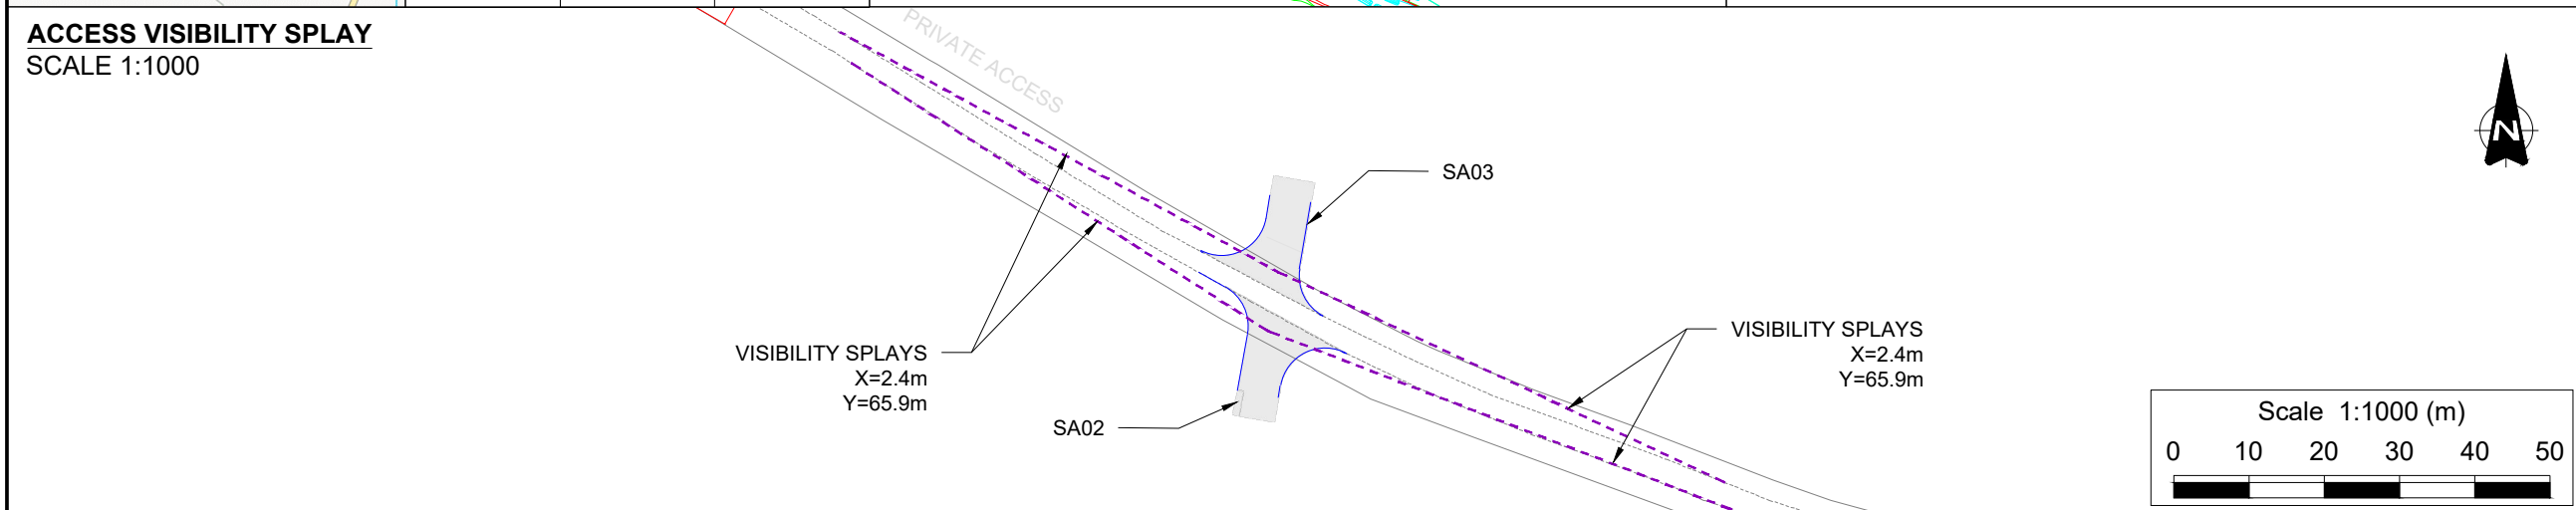 ACCESS VISIBILITY SPLAY
SCALE 1:1000
PRIVATE ACCESS
N
SA03
VISIBILITY SPLAYS
X=2.4m
Y=65.9m
SA02
VISIBILITY SPLAYS
X=2.4m
Y=65.9m
Scale 1:1000 (m)
0 10 20 30 40 50